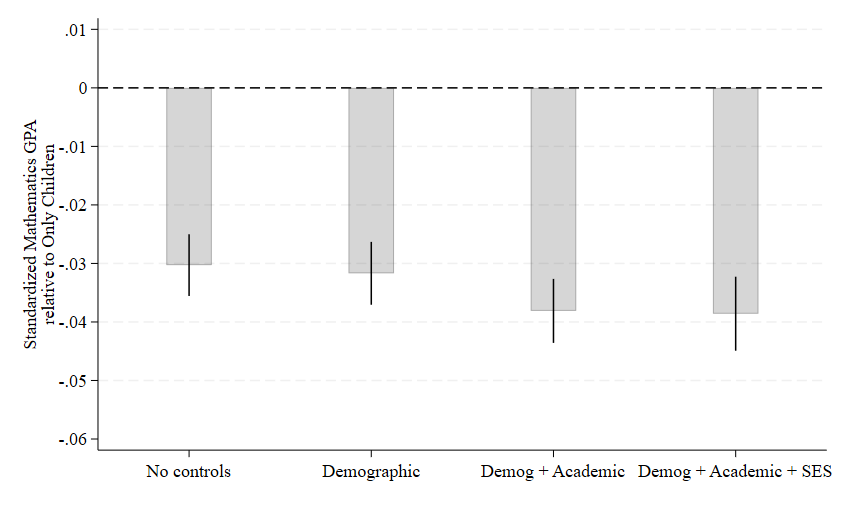 Standardized Mathematics GPA
relative to Only Children
.01
0
-.01
-.02
-.03
-.04
-.05
-.06
No controls
Demographic
Demog + Academic
Demog + Academic + SES